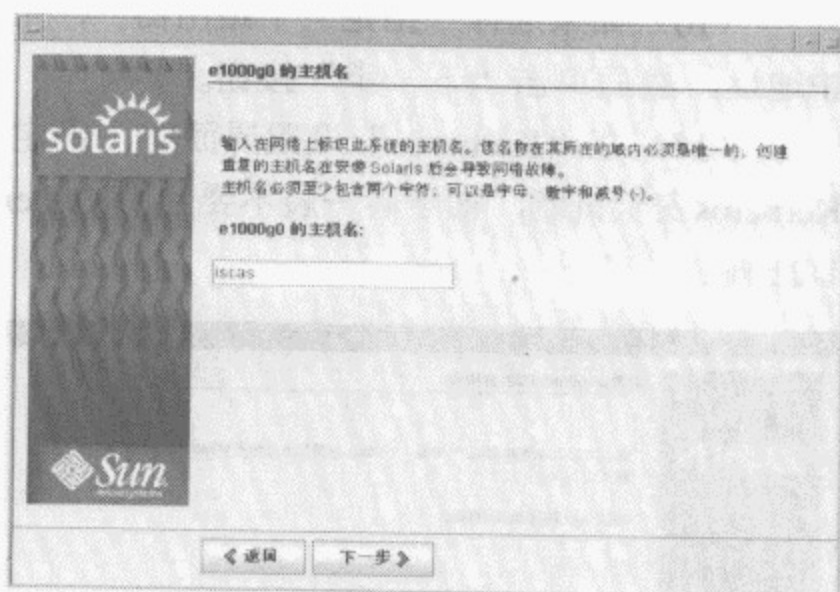 e1000g0 的主机名
solaris
输入在网络上标识此系统的主机名。该名称在其所在的域内必须是唯一的，创建
重复的主机名在安装 Solaris 后会导致网络故障。
主机名必须至少包含两个字符，可以是字母、数字和减号 (-)。
e1000g0 的主机名:
iscas
Sun
microsystems
返回 下一步